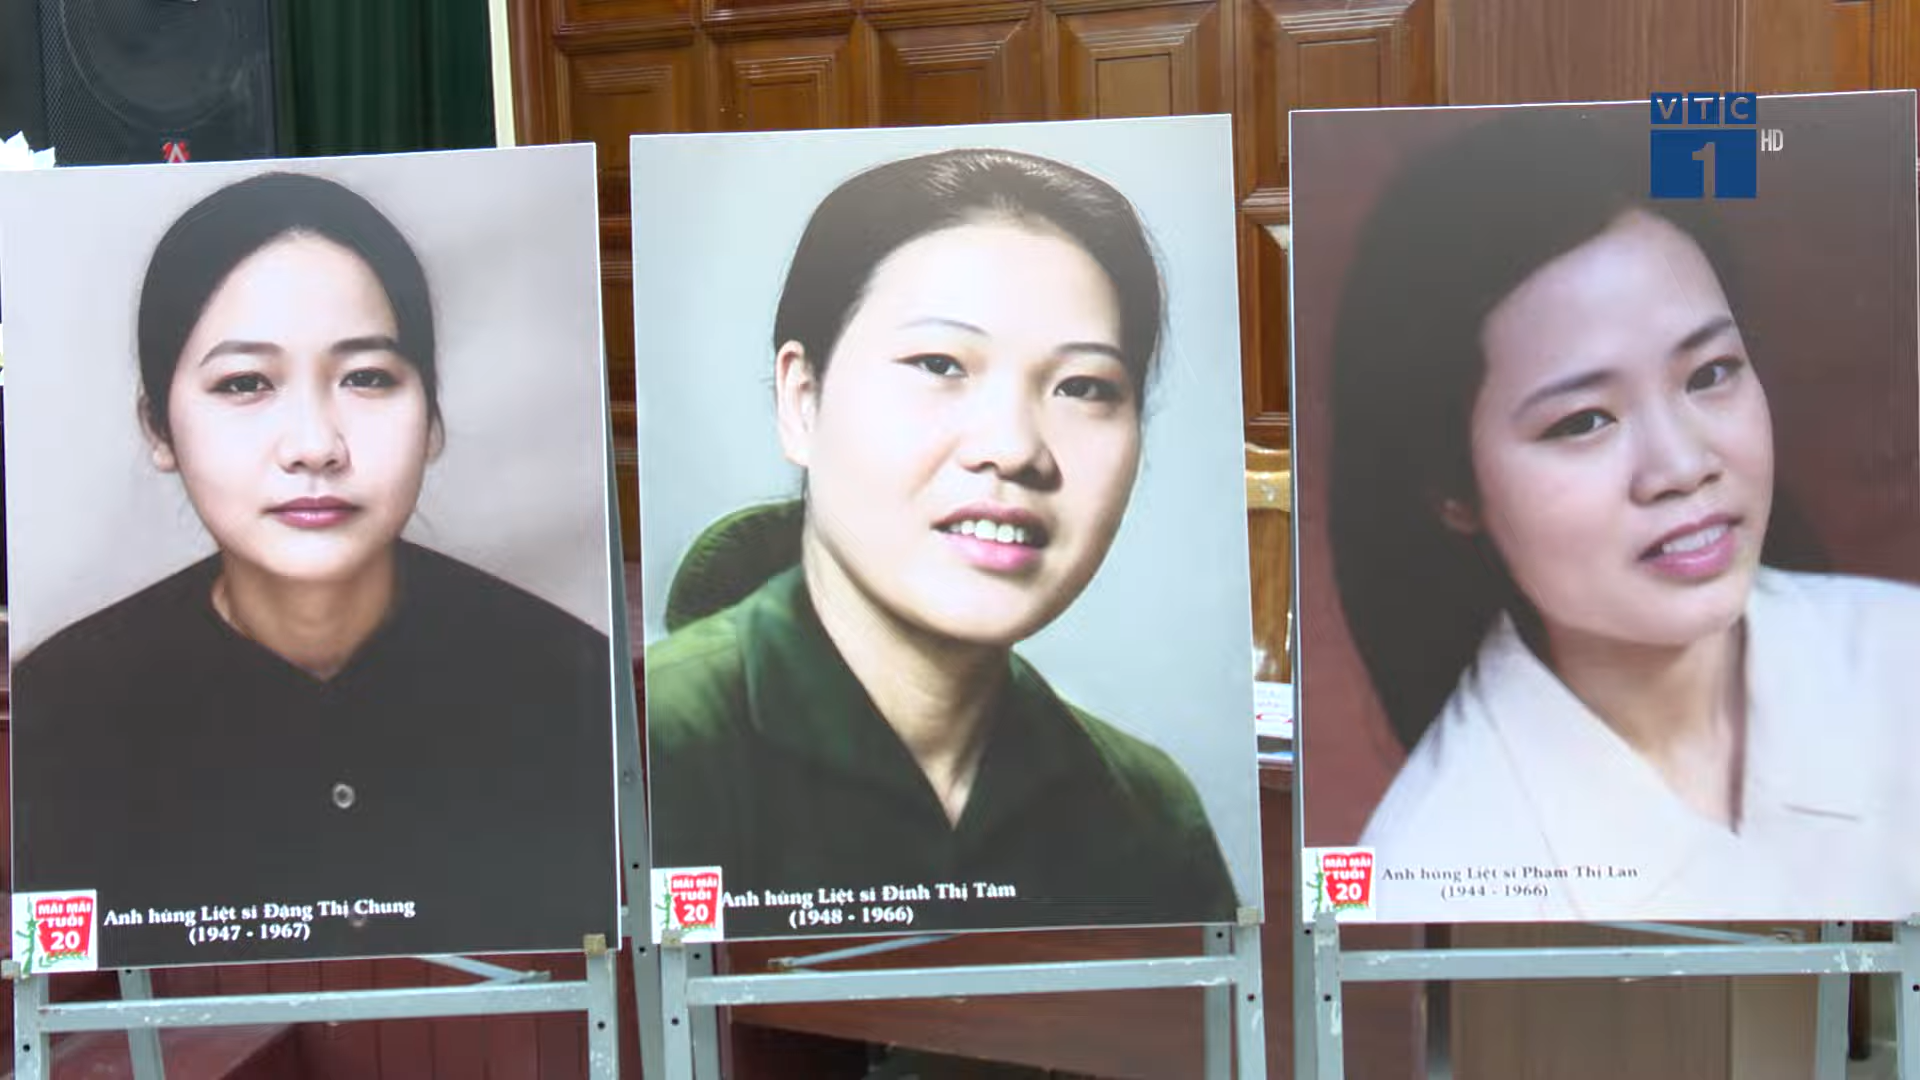 VTC
1 HD
MÃI MÃI
TUỔI
20
Anh hùng Liệt sĩ Đặng Thị Chung
(1947 - 1967)
MÃI MÃI
TUỔI
20
Anh hùng Liệt sĩ Đinh Thị Tâm
(1948 - 1966)
MÃI MÃI
TUỔI
20
Anh hùng Liệt sĩ Phạm Thị Lan
(1944 - 1966)